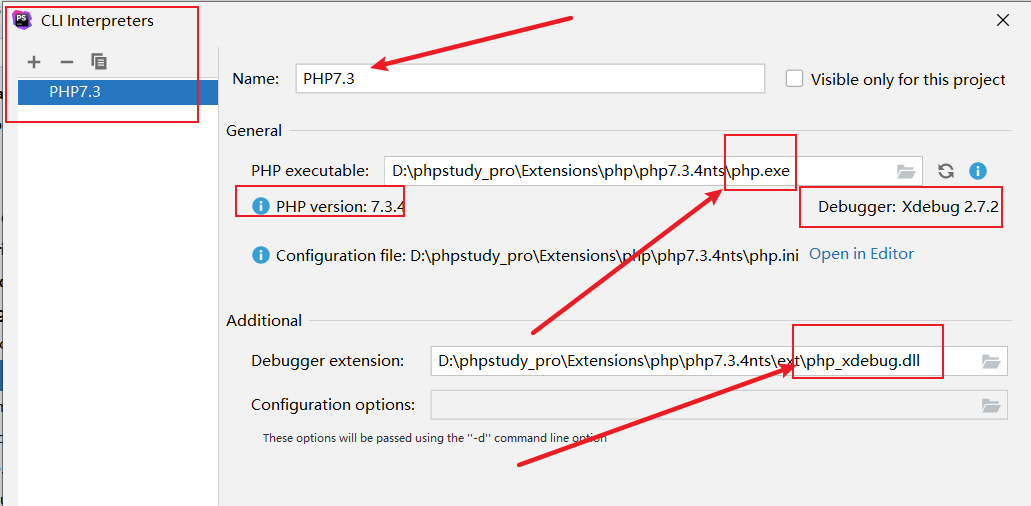 PS CLI Interpreters
PHP7.3
Name: PHP7.3 Visible only for this project
General
PHP executable: D:\phpstudy_pro\Extensions\php\php7.3.4nts\php.exe
PHP version: 7.3.4 Debugger: Xdebug 2.7.2
Configuration file: D:\phpstudy_pro\Extensions\php\php7.3.4nts\php.ini Open in Editor
Additional
Debugger extension: D:\phpstudy_pro\Extensions\php\php7.3.4nts\ext\php_xdebug.dll
Configuration options:
These options will be passed using the "-d" command line option